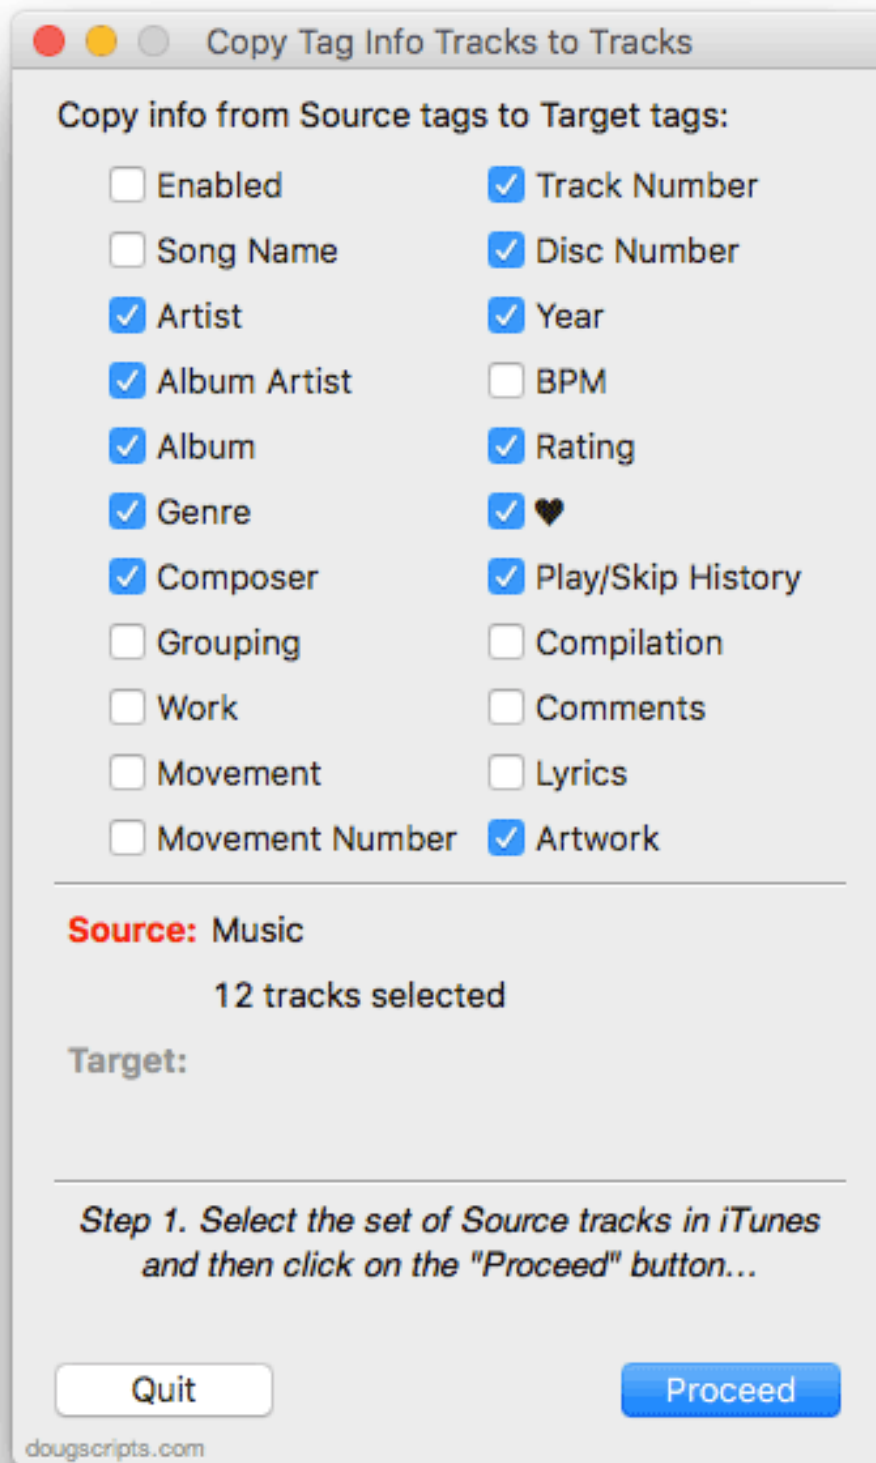 Copy Tag Info Tracks to Tracks
Copy info from Source tags to Target tags:
Enabled
Song Name
Artist
Album Artist
Album
Genre
Composer
Grouping
Work
Movement
Movement Number
Track Number
Disc Number
Year
BPM
Rating
♥
Play/Skip History
Compilation
Comments
Lyrics
Artwork
Source: Music
12 tracks selected
Target:
Step 1. Select the set of Source tracks in iTunes
and then click on the "Proceed" button...
Quit
Proceed
dougscripts.com